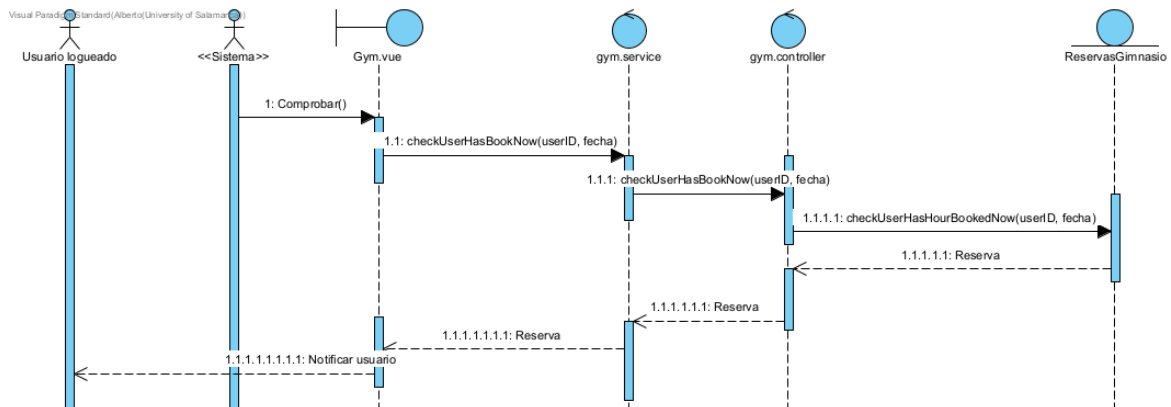 Visual Paradigm Standard(Alberto(University of Salamanca))
Usuario logueado
<<Sistema>>
Gym.vue
gym.service
gym.controller
ReservasGimnasio
1: Comprobar()
1.1: checkUserHasBookNow(userID, fecha)
1.1.1: checkUserHasBookNow(userID, fecha)
1.1.1.1: checkUserHasHourBookedNow(userID, fecha)
1.1.1.1.1: Reserva
1.1.1.1.1.1: Reserva
1.1.1.1.1.1.1: Reserva
1.1.1.1.1.1.1.1: Notificar usuario